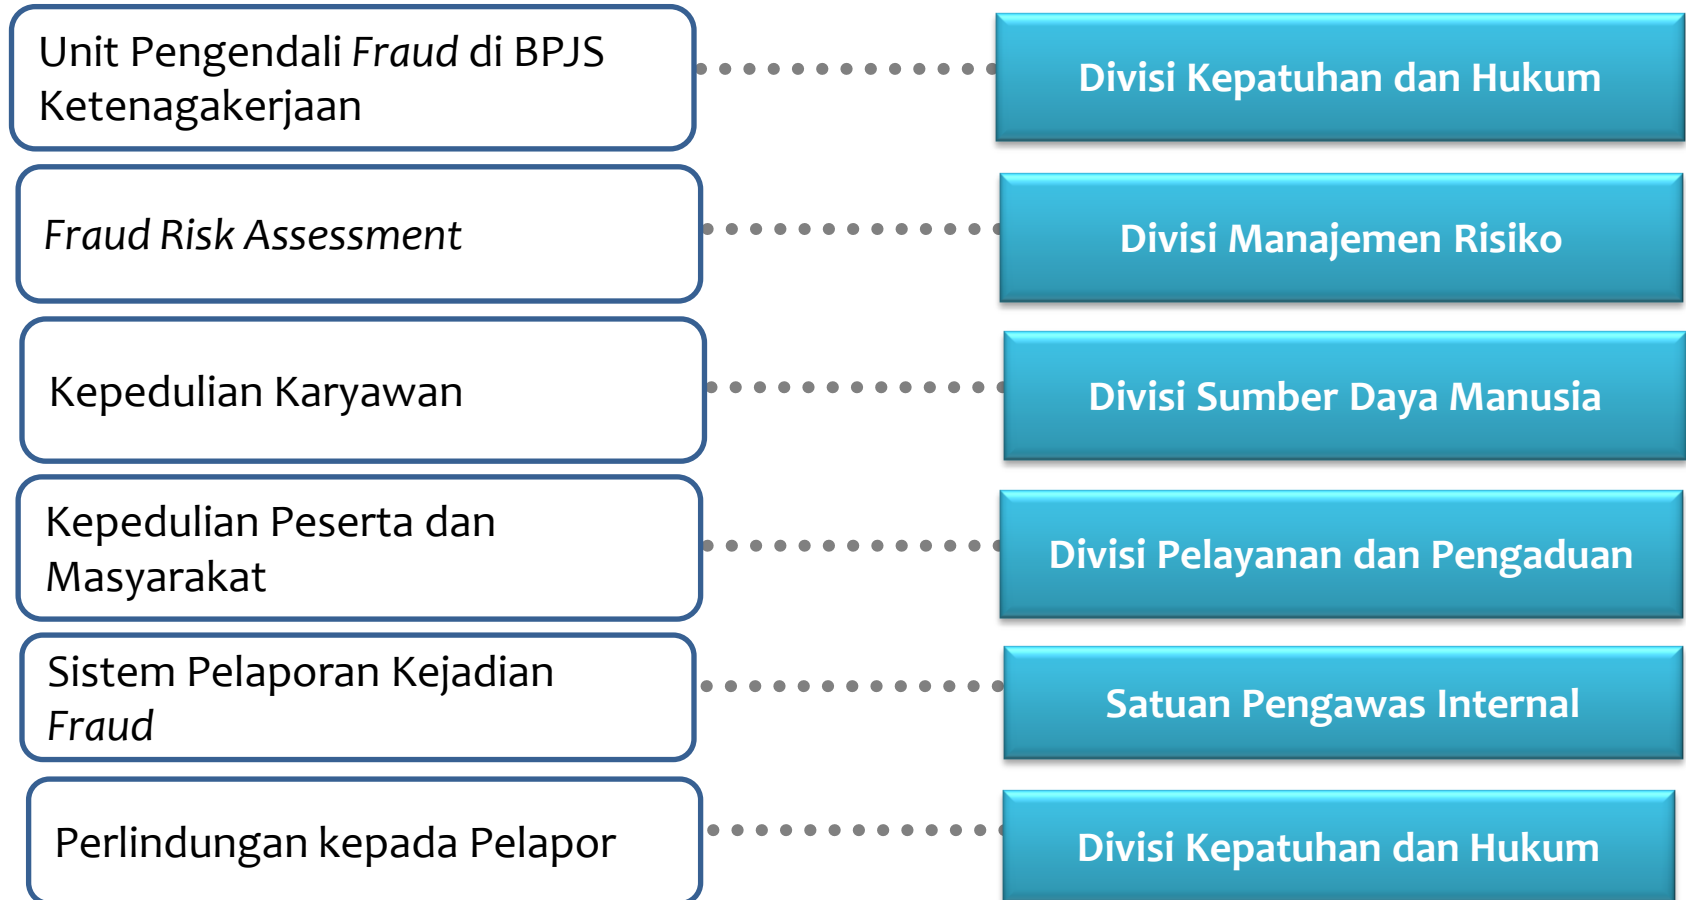 Unit Pengendali Fraud di BPJS
Ketenagakerjaan
Divisi Kepatuhan dan Hukum
Fraud Risk Assessment
Divisi Manajemen Risiko
Kepedulian Karyawan
Divisi Sumber Daya Manusia
Kepedulian Peserta dan
Masyarakat
Divisi Pelayanan dan Pengaduan
Sistem Pelaporan Kejadian
Fraud
Satuan Pengawas Internal
Perlindungan kepada Pelapor
Divisi Kepatuhan dan Hukum